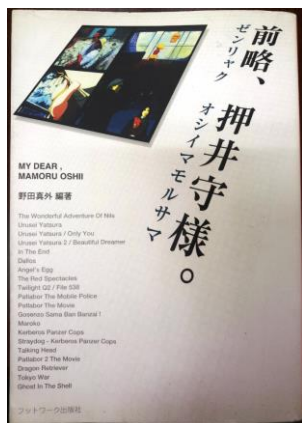 前略、押井守様。
ゼンリャク オシイマモルサマ
MY DEAR ,
MAMORU OSHII
野田真外 編著
The Wonderful Adventure Of Nils
Urusei Yatsura
Urusei Yatsura / Only You
Urusei Yatsura 2 / Beautiful Dreamer
In The End
Dallos
Angel's Egg
The Red Spectacles
Twilight Q2 / File 538
Patlabor The Mobile Police
Patlabor The Movie
Gosenzo Sama Ban Banzai !
Maroko
Kerberos Panzer Cops
Straydog - Kerberos Panzer Cops
Talking Head
Patlabor 2 The Movie
Dragon Retriever
Tokyo War
Ghost In The Shell
フットワーク出版社